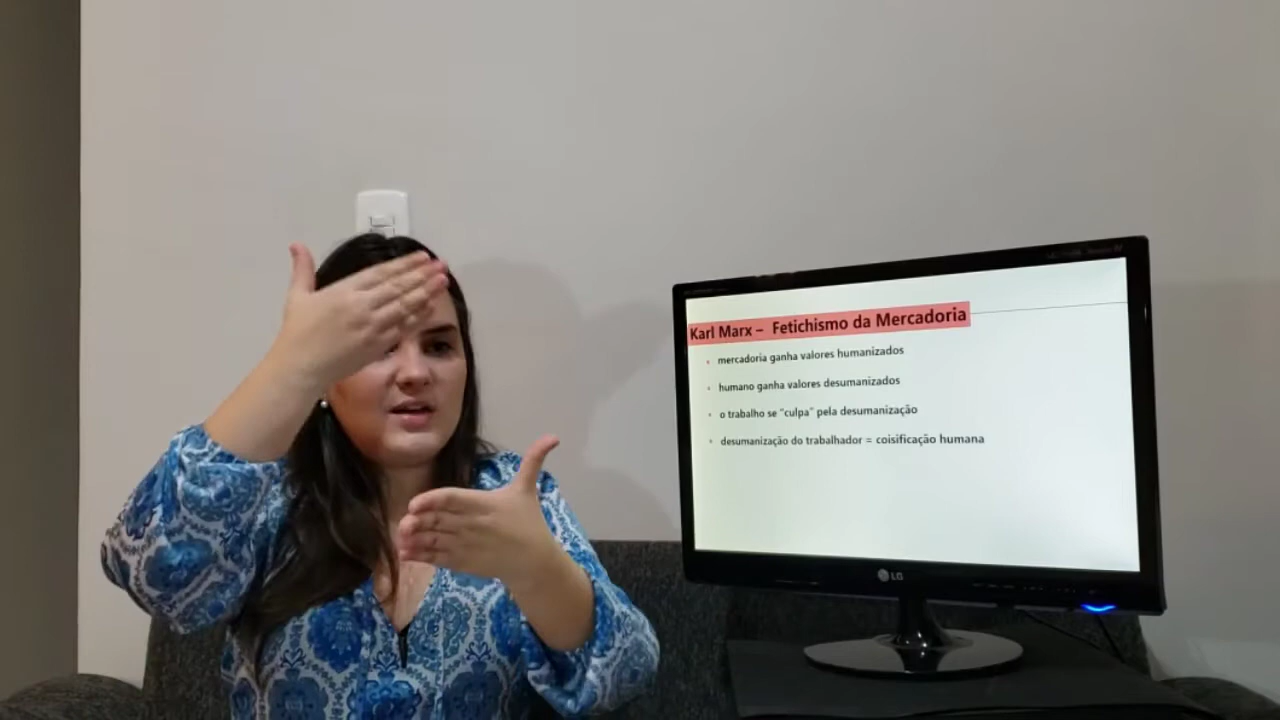 Karl Marx – Fetichismo da Mercadoria
mercadoria ganha valores humanizados
humano ganha valores desumanizados
o trabalho se “culpa” pela desumanização
desumanização do trabalhador = coisificação humana
LG